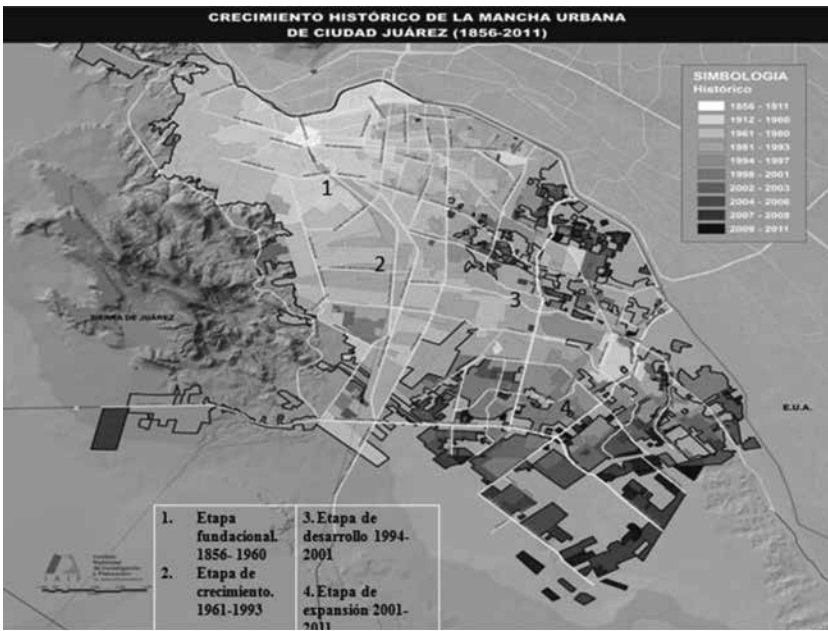 CRECIMIENTO HISTÓRICO DE LA MANCHA URBANA
DE CIUDAD JUÁREZ (1856-2011)
SIMBOLOGIA
Histórico
1856 - 1911
1912 - 1960
1961 - 1980
1981 - 1993
1994 - 1997
1998 - 2001
2002 - 2003
2004 - 2006
2007 - 2008
2009 - 2011
1
2
3
4
SIERRA DE JUÁREZ
E.U.A.
1. Etapa
fundacional.
1856- 1960
2. Etapa de
crecimiento.
1961-1993
3. Etapa de
desarrollo 1994-
2001
4. Etapa de
expansión 2001-
2011